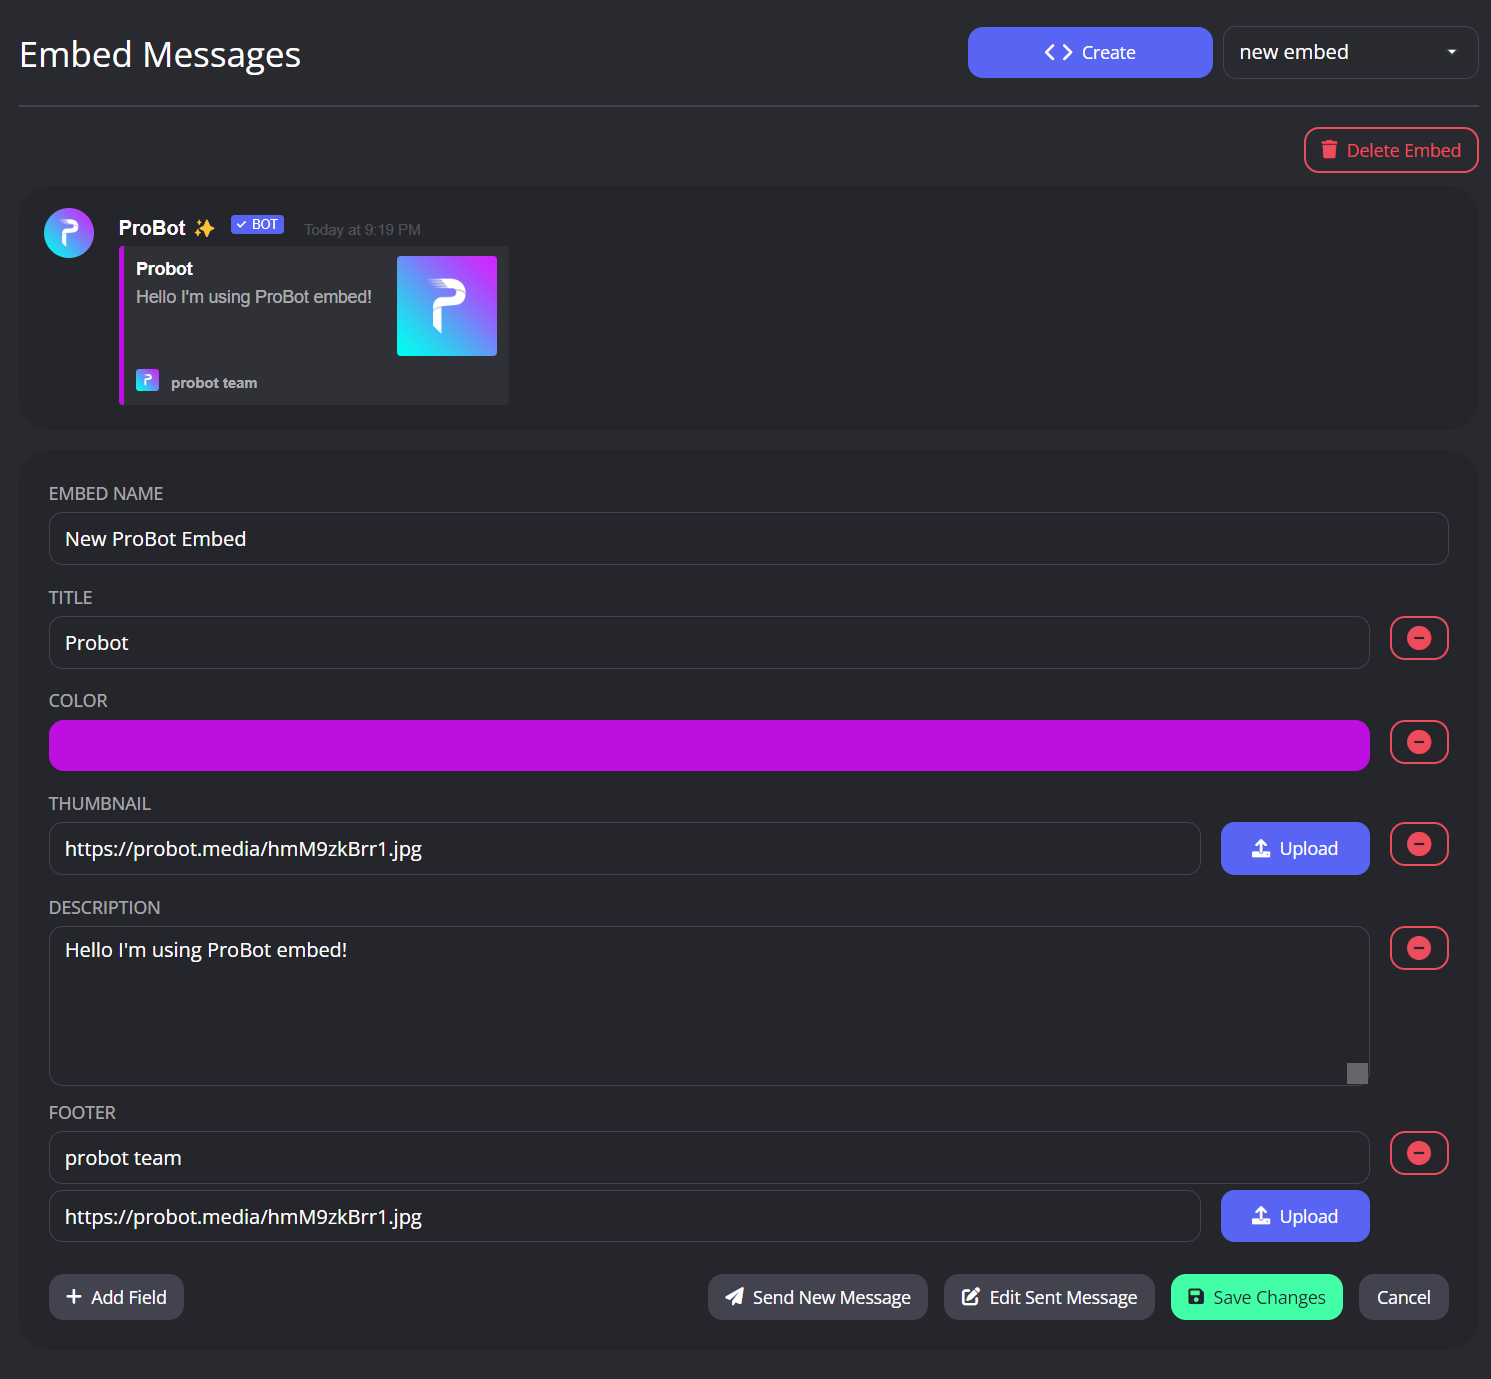 Embed Messages
Create
new embed
Delete Embed
ProBot ✨ BOT Today at 9:19 PM
Probot
Hello I'm using ProBot embed!
probot team
EMBED NAME
New ProBot Embed
TITLE
Probot
COLOR
THUMBNAIL
https://probot.media/hmM9zkBrr1.jpg
Upload
DESCRIPTION
Hello I'm using ProBot embed!
FOOTER
probot team
https://probot.media/hmM9zkBrr1.jpg
Upload
Add Field
Send New Message
Edit Sent Message
Save Changes
Cancel